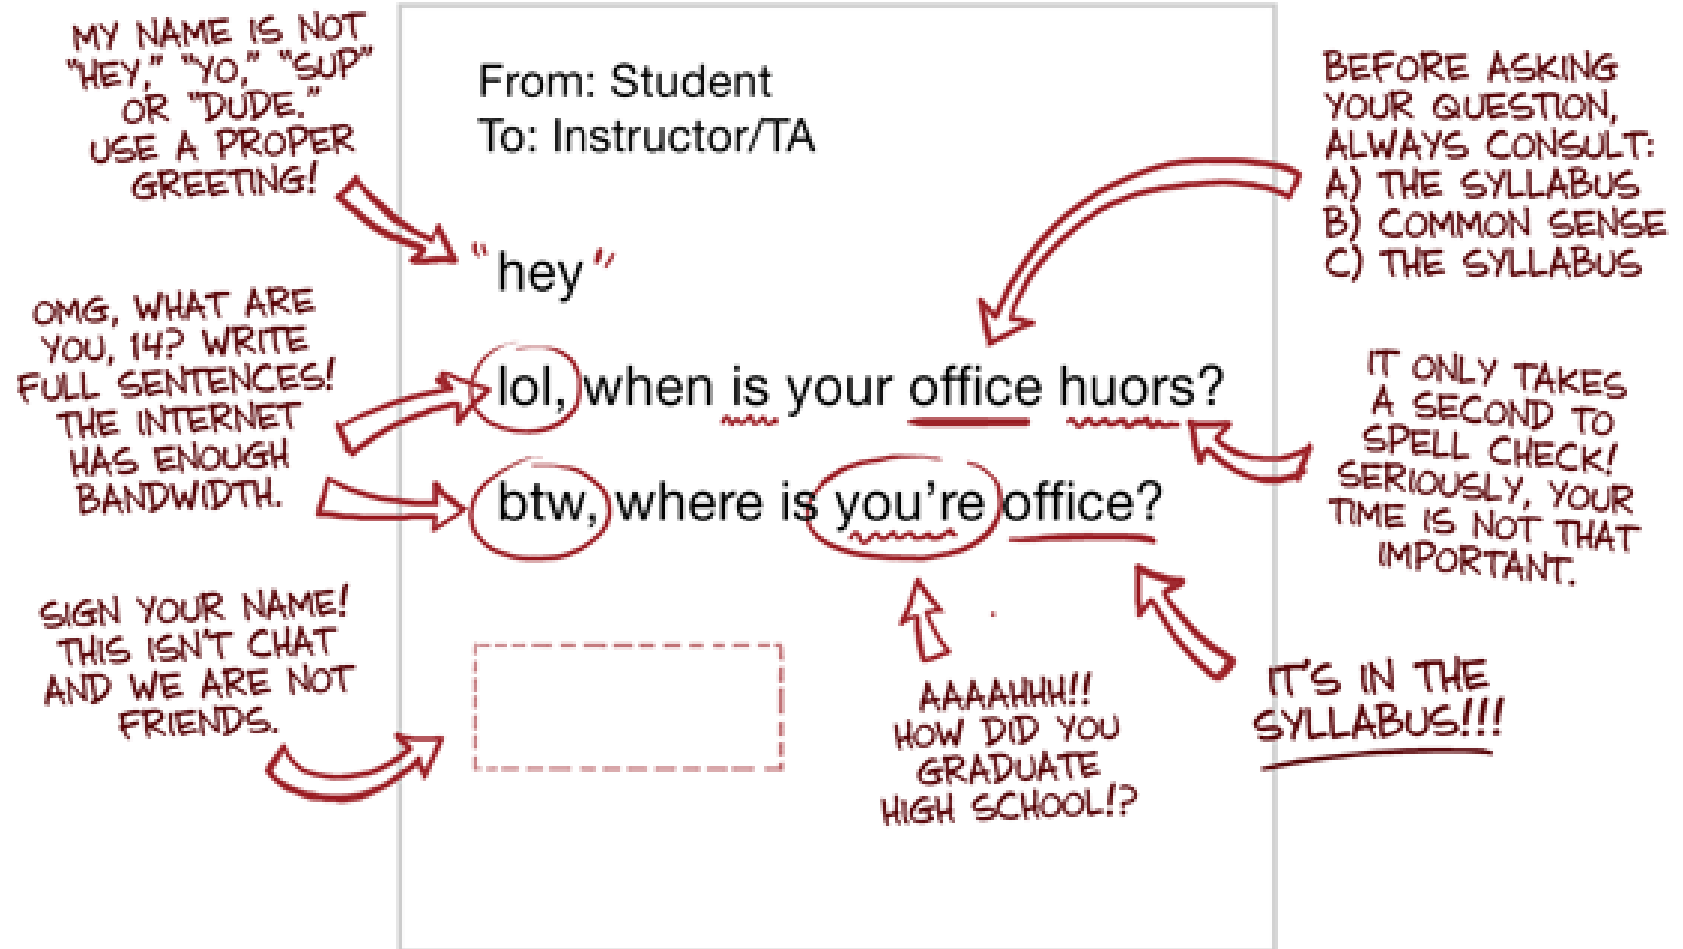 MY NAME IS NOT
"HEY," "YO," "SUP"
OR "DUDE."
USE A PROPER
GREETING!
From: Student
To: Instructor/TA
BEFORE ASKING
YOUR QUESTION,
ALWAYS CONSULT:
A) THE SYLLABUS
B) COMMON SENSE
C) THE SYLLABUS
"hey"
OMG, WHAT ARE
YOU, 14? WRITE
FULL SENTENCES!
THE INTERNET
HAS ENOUGH
BANDWIDTH.
lol, when is your office huors?
btw, where is you're office?
IT ONLY TAKES
A SECOND TO
SPELL CHECK!
SERIOUSLY, YOUR
TIME IS NOT THAT
IMPORTANT.
SIGN YOUR NAME!
THIS ISN'T CHAT
AND WE ARE NOT
FRIENDS.
AAAAHHH!!
HOW DID YOU
GRADUATE
HIGH SCHOOL!?
IT'S IN THE
SYLLABUS!!!